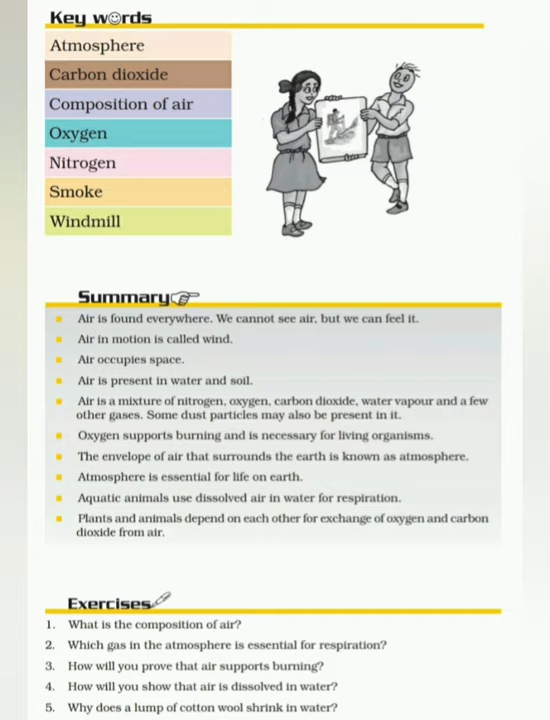 Key words
Atmosphere
Carbon dioxide
Composition of air
Oxygen
Nitrogen
Smoke
Windmill
Summary
Air is found everywhere. We cannot see air, but we can feel it.
Air in motion is called wind.
Air occupies space.
Air is present in water and soil.
Air is a mixture of nitrogen, oxygen, carbon dioxide, water vapour and a few
other gases. Some dust particles may also be present in it.
Oxygen supports burning and is necessary for living organisms.
The envelope of air that surrounds the earth is known as atmosphere.
Atmosphere is essential for life on earth.
Aquatic animals use dissolved air in water for respiration.
Plants and animals depend on each other for exchange of oxygen and carbon
dioxide from air.
Exercises
1. What is the composition of air?
2. Which gas in the atmosphere is essential for respiration?
3. How will you prove that air supports burning?
4. How will you show that air is dissolved in water?
5. Why does a lump of cotton wool shrink in water?